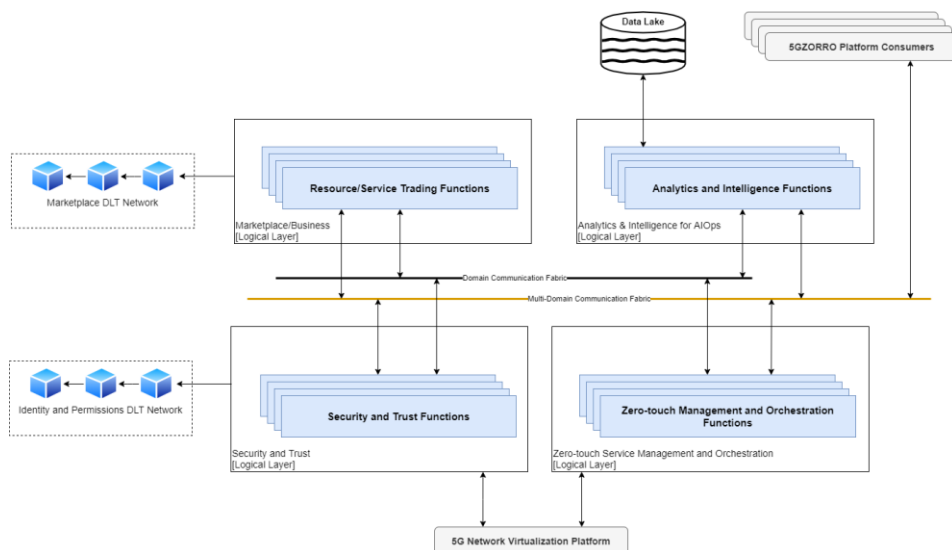 Data Lake
5GZORRO Platform Consumers
Resource/Service Trading Functions
Analytics and Intelligence Functions
Marketplace DLT Network
Marketplace/Business
[Logical Layer]
Analytics & Intelligence for AIOps
[Logical Layer]
Domain Communication Fabric
Multi-Domain Communication Fabric
Security and Trust Functions
Zero-touch Management and Orchestration
Functions
Identity and Permissions DLT Network
Security and Trust
[Logical Layer]
Zero-touch Service Management and Orchestration
[Logical Layer]
5G Network Virtualization Platform